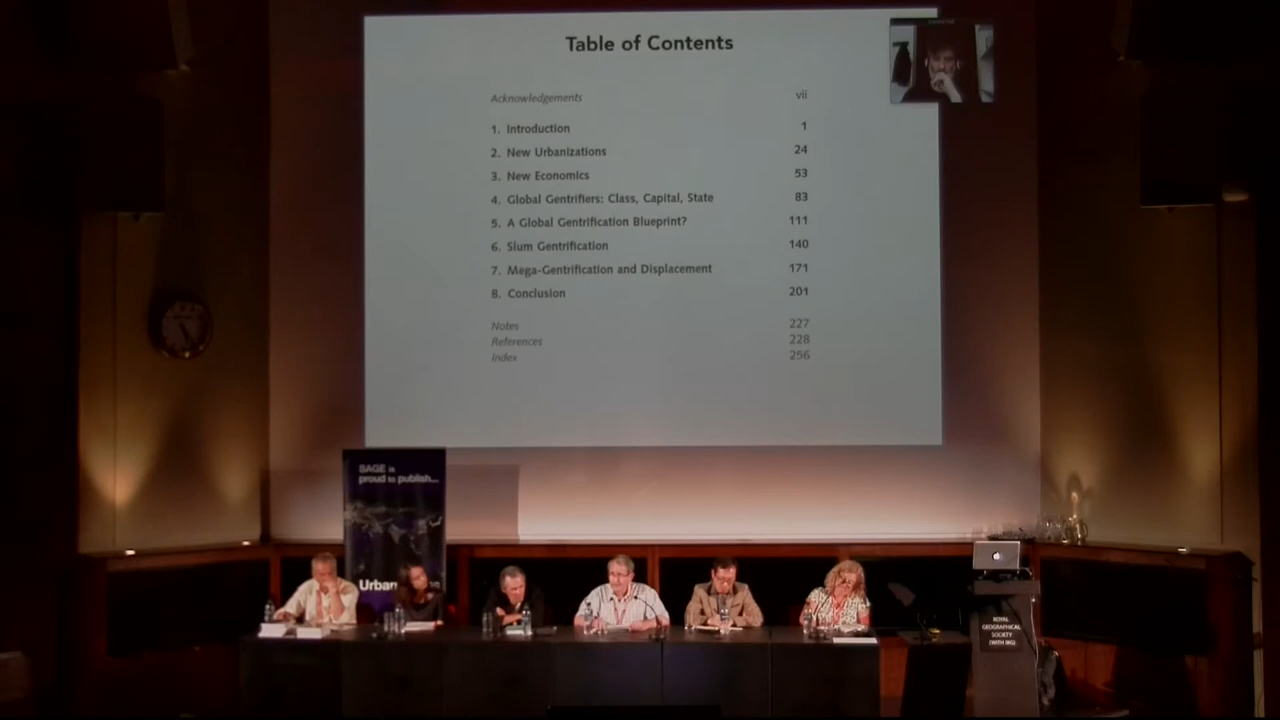 Table of Contents
Acknowledgements vii
1. Introduction 1
2. New Urbanizations 24
3. New Economics 53
4. Global Gentrifiers: Class, Capital, State 83
5. A Global Gentrification Blueprint? 111
6. Slum Gentrification 140
7. Mega-Gentrification and Displacement 171
8. Conclusion 201
Notes 227
References 228
Index 256
SAGE is
proud to publish...
Urban
ROYAL
GEOGRAPHICAL
SOCIETY
(WITH IBG)